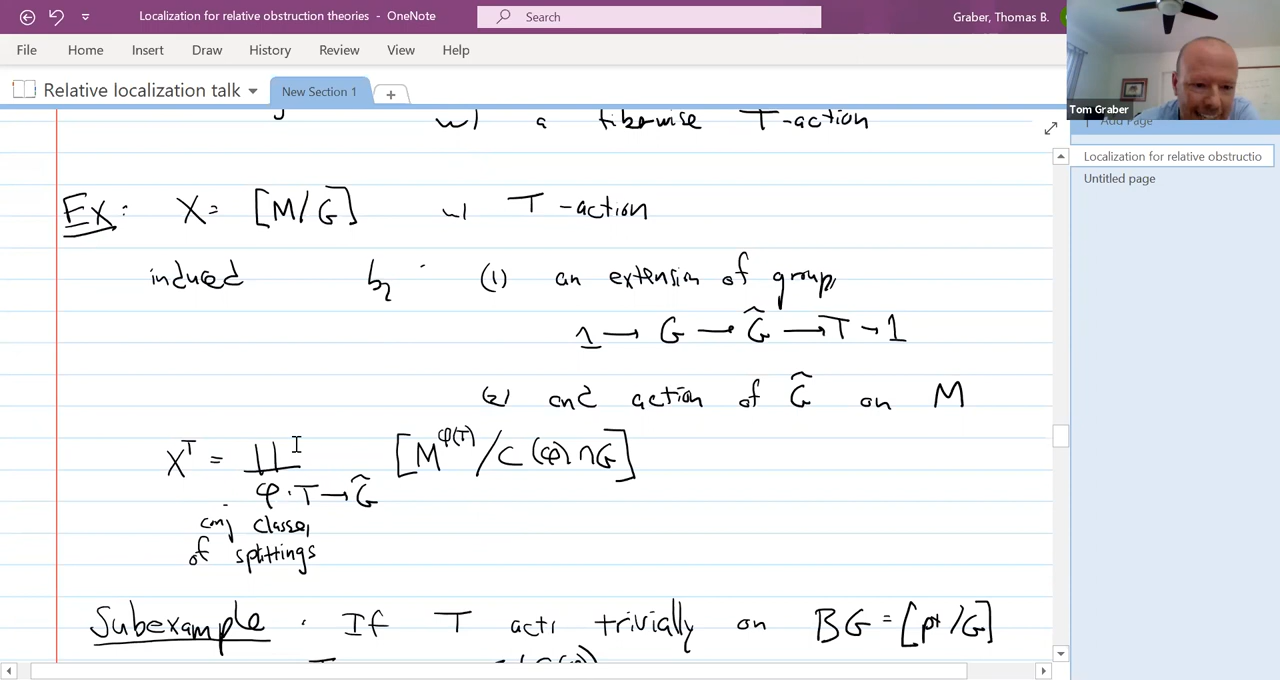 Localization for relative obstruction theories - OneNote
Search
Graber, Thomas B.
File Home Insert Draw History Review View Help
Relative localization talk
New Section 1
Tom Graber
Add Page
Localization for relative obstructio
Untitled page
w/ a fiberwise T-action
Ex: X = [M/G] w/ T-action
induced by (1) an extension of groups
1 → G → G̃ → T → 1
(2) and action of G̃ on M
X^T = ∐ [M^φ(T) / C(φ) ∩ G]
φ: T → G̃
conj classes
of splittings
Subexample: If T acts trivially on BG = [pt/G]